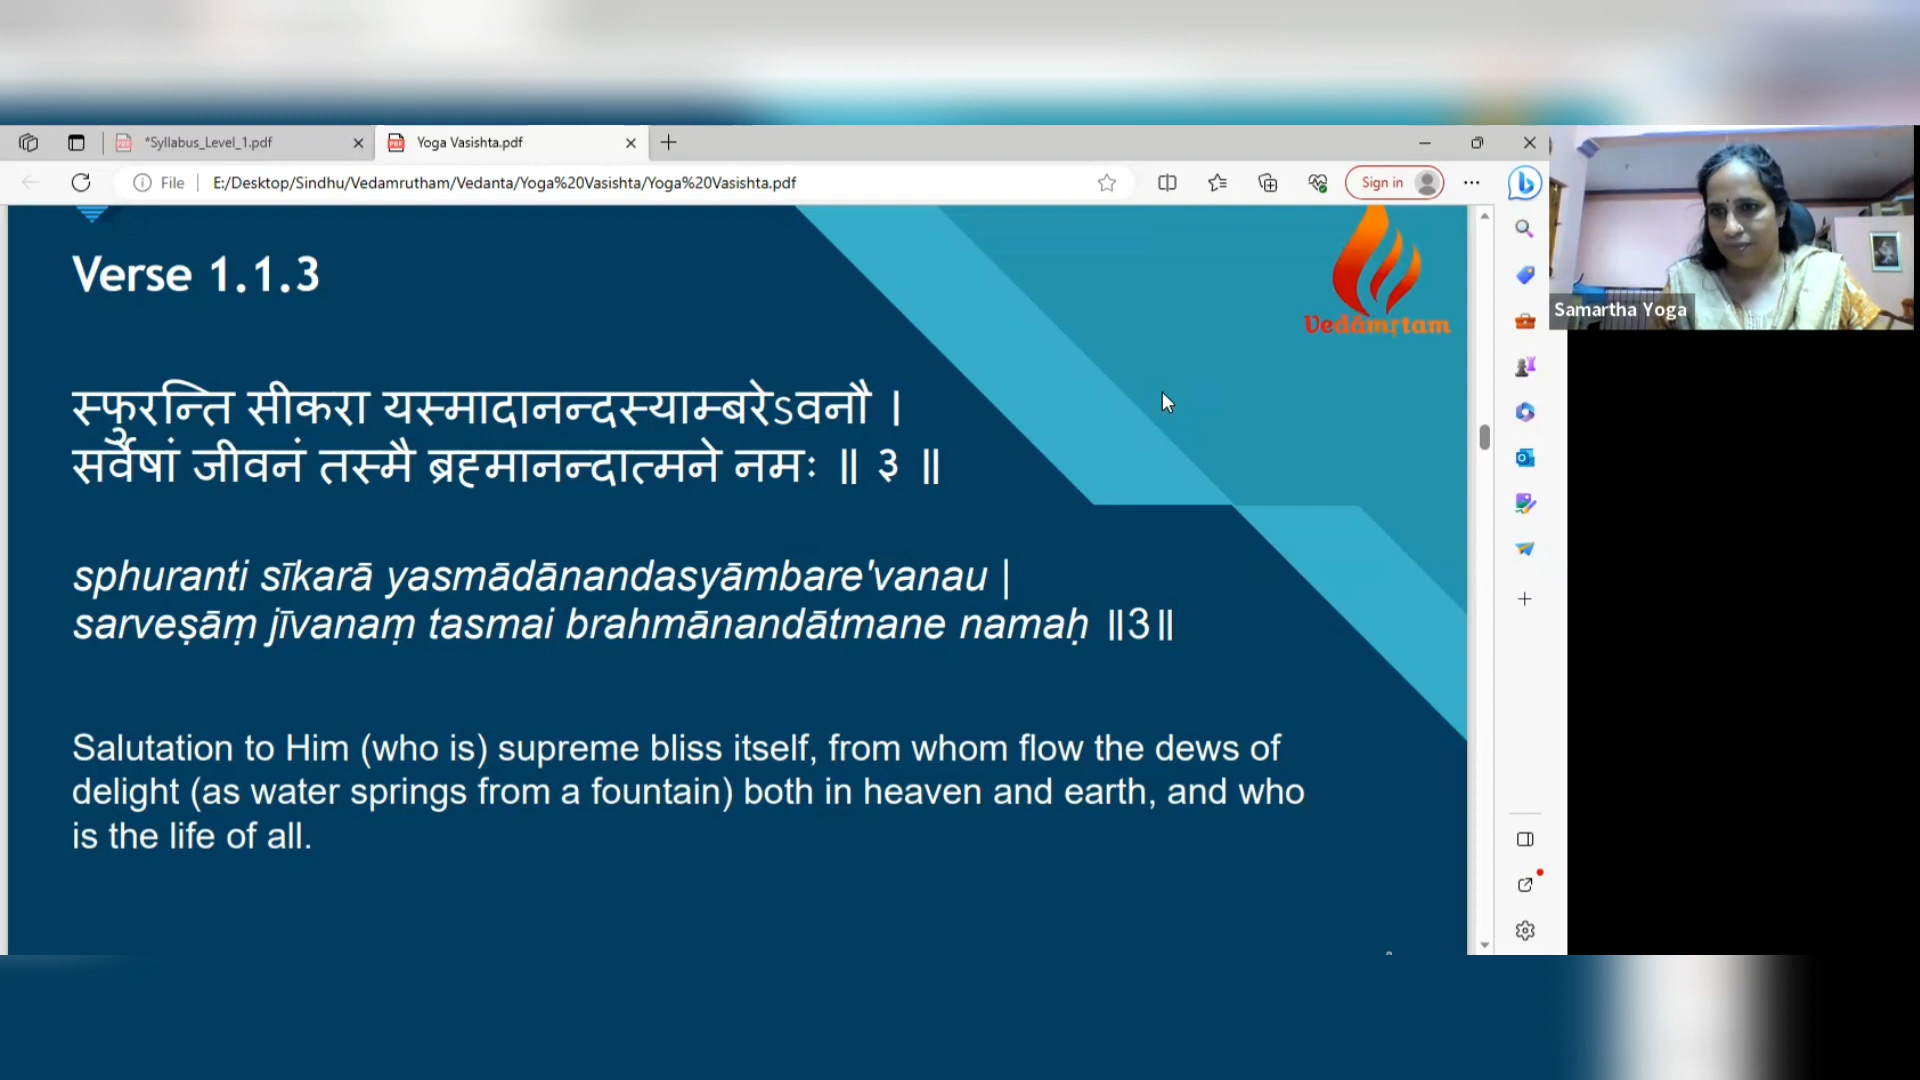 *Syllabus_Level_1.pdf
Yoga Vasishta.pdf
File
E:/Desktop/Sindhu/Vedamrutham/Vedanta/Yoga%20Vasishta/Yoga%20Vasishta.pdf
Sign in
Verse 1.1.3
Vedāmṛtam
Samartha Yoga
स्फुरन्ति सीकरा यस्मादानन्दस्याम्बरेऽवनौ ।
सर्वेषां जीवनं तस्मै ब्रह्मानन्दात्मने नमः ॥ ३ ॥
sphuranti sīkarā yasmādānandasyāmbare'vanau |
sarveṣāṃ jīvanaṃ tasmai brahmānandātmane namaḥ ॥3॥
Salutation to Him (who is) supreme bliss itself, from whom flow the dews of
delight (as water springs from a fountain) both in heaven and earth, and who
is the life of all.